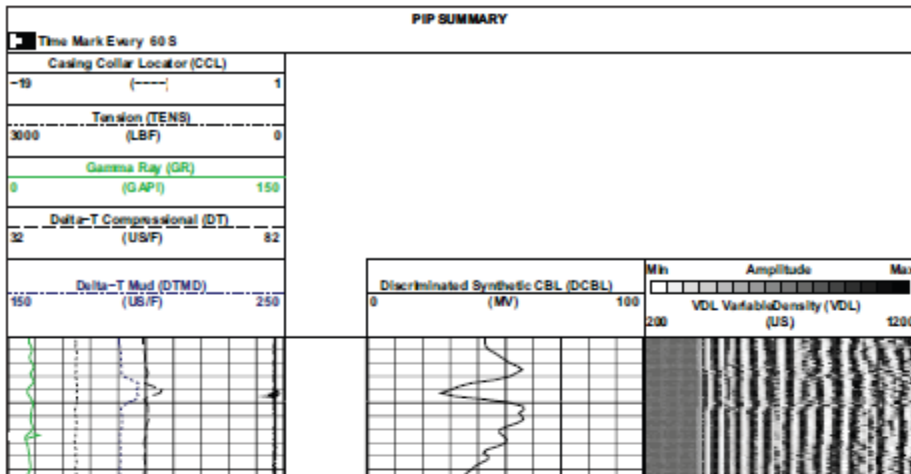 PIP SUMMARY
Time Mark Every 60 S
Casing Collar Locator (CCL)
-19 (----) 1
Tension (TENS)
3000 (LBF) 0
Gamma Ray (GR)
0 (GAPI) 150
Delta-T Compressional (DT)
32 (US/F) 82
Delta-T Mud (DTMD)
150 (US/F) 250
Discriminated Synthetic CBL (DCBL)
0 (MV) 100
Min Amplitude Max
VDL VariableDensity (VDL)
200 (US) 1200